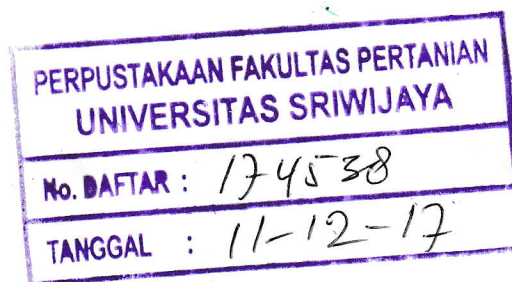 PERPUSTAKAAN FAKULTAS PERTANIAN
UNIVERSITAS SRIWIJAYA
No. DAFTAR : 174538
TANGGAL : 11-12-17